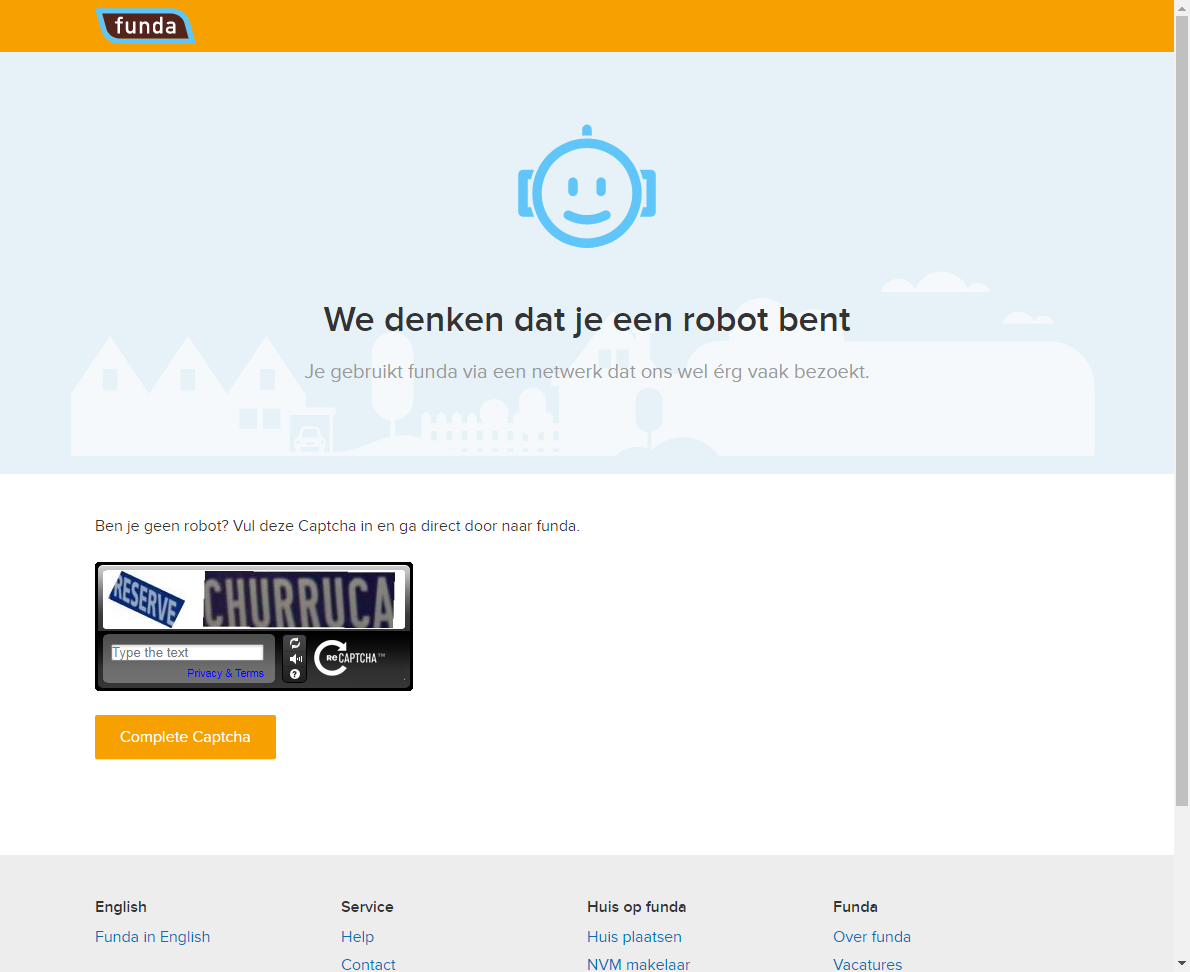 funda
We denken dat je een robot bent
Je gebruikt funda via een netwerk dat ons wel érg vaak bezoekt.
Ben je geen robot? Vul deze Captcha in en ga direct door naar funda.
RESERVE CHURRUCA
Type the text
Privacy & Terms
RECAPTCHA™
Complete Captcha
English Service Huis op funda Funda
Funda in English Help Huis plaatsen Over funda
Contact NVM makelaar Vacatures